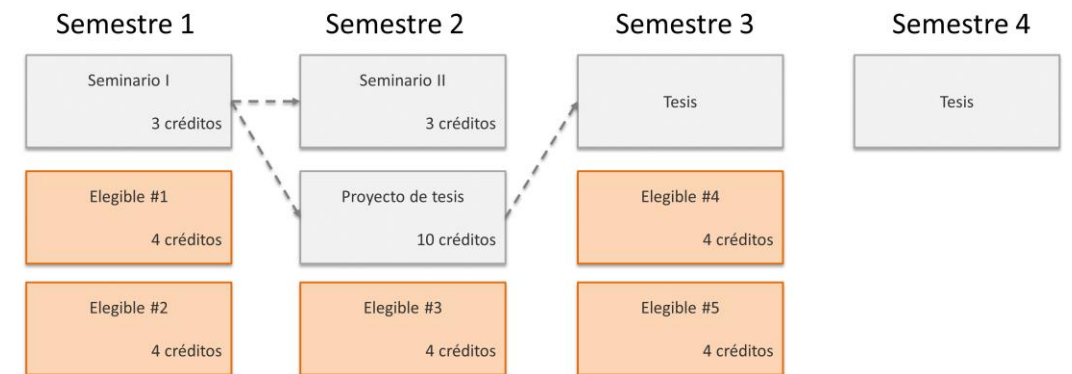 Semestre 1
Semestre 2
Semestre 3
Semestre 4
Seminario I
3 créditos
Seminario II
3 créditos
Tesis
Tesis
Elegible #1
4 créditos
Proyecto de tesis
10 créditos
Elegible #4
4 créditos
Elegible #2
4 créditos
Elegible #3
4 créditos
Elegible #5
4 créditos